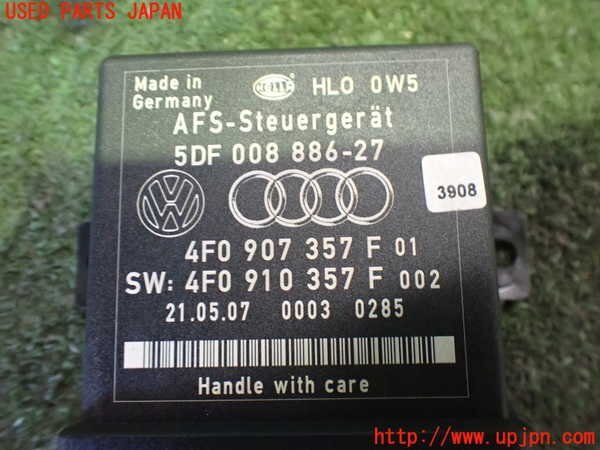 USED PARTS JAPAN
Made in
Germany
HELLA
HLO 0W5
AFS-Steuergerät
5DF 008 886-27
3908
4F0 907 357 F 01
SW: 4F0 910 357 F 002
21.05.07 0003 0285
Handle with care
http://www.upjpn.com/